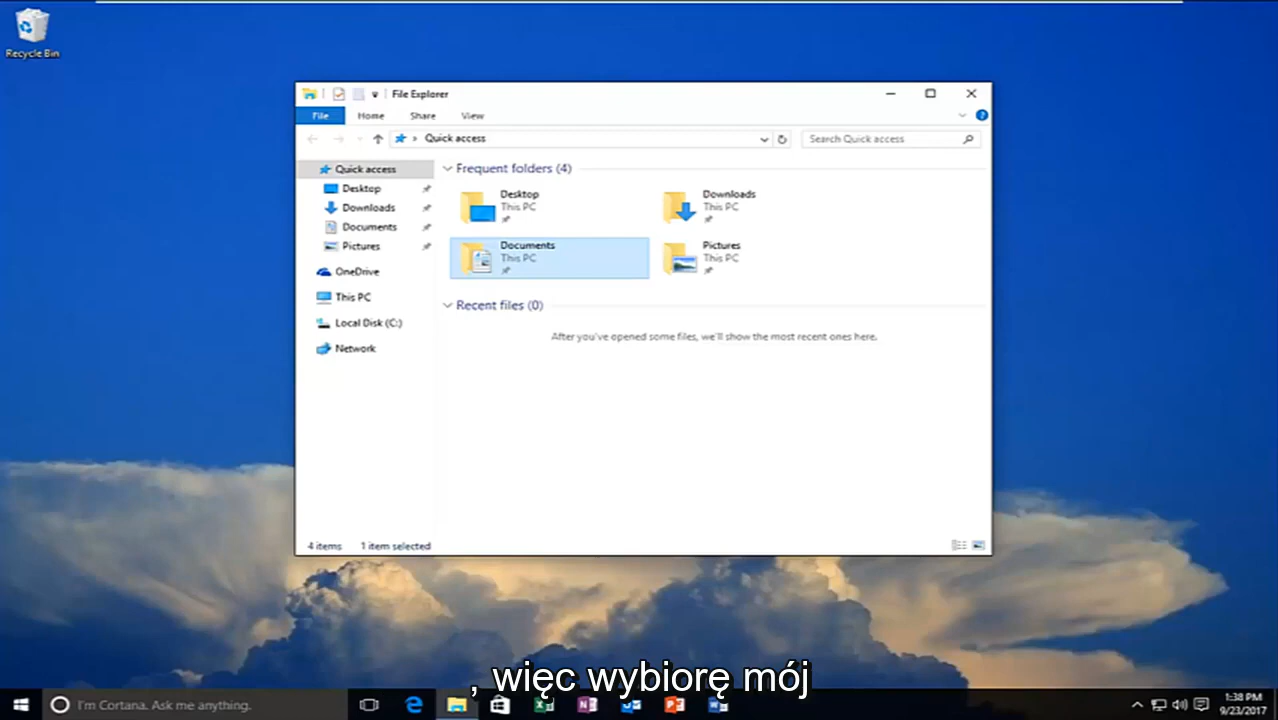 Recycle Bin
File Explorer
File Home Share View
Quick access
Search Quick access
Quick access
Desktop
Downloads
Documents
Pictures
OneDrive
This PC
Local Disk (C:)
Network
Frequent folders (4)
Desktop
This PC
Downloads
This PC
Documents
This PC
Pictures
This PC
Recent files (0)
After you've opened some files, we'll show the most recent ones here.
4 items 1 item selected
, więc wybiorę mój
I'm Cortana. Ask me anything.
1:38 PM
9/23/2017